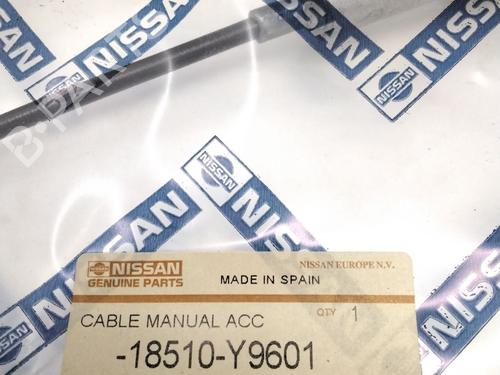 NISSAN
NISSAN
NISSAN
NISSAN
NISSAN
NISSAN
B-PARTS
NISSAN
GENUINE PARTS
NISSAN EUROPE N.V.
MADE IN SPAIN
CABLE MANUAL ACC
QTY 1
-18510-Y9601